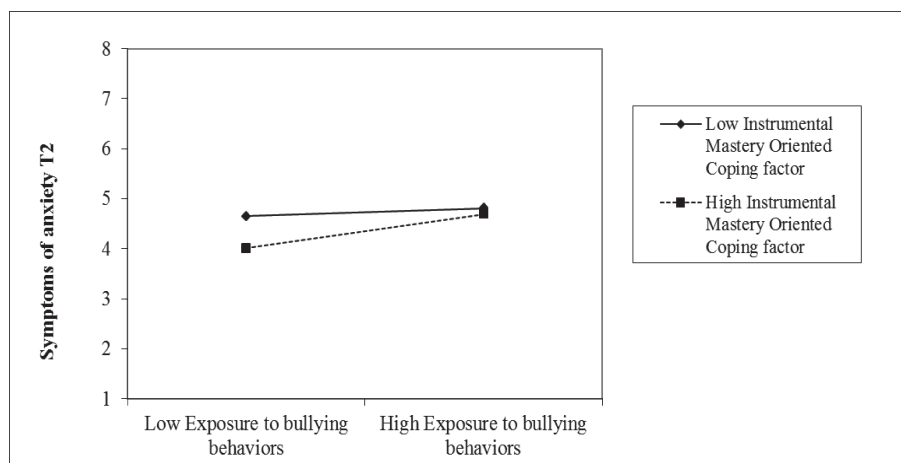 Symptoms of anxiety T2
8
7
6
5
4
3
2
1
Low Exposure to bullying
behaviors
High Exposure to bullying
behaviors
Low Instrumental
Mastery Oriented
Coping factor
High Instrumental
Mastery Oriented
Coping factor